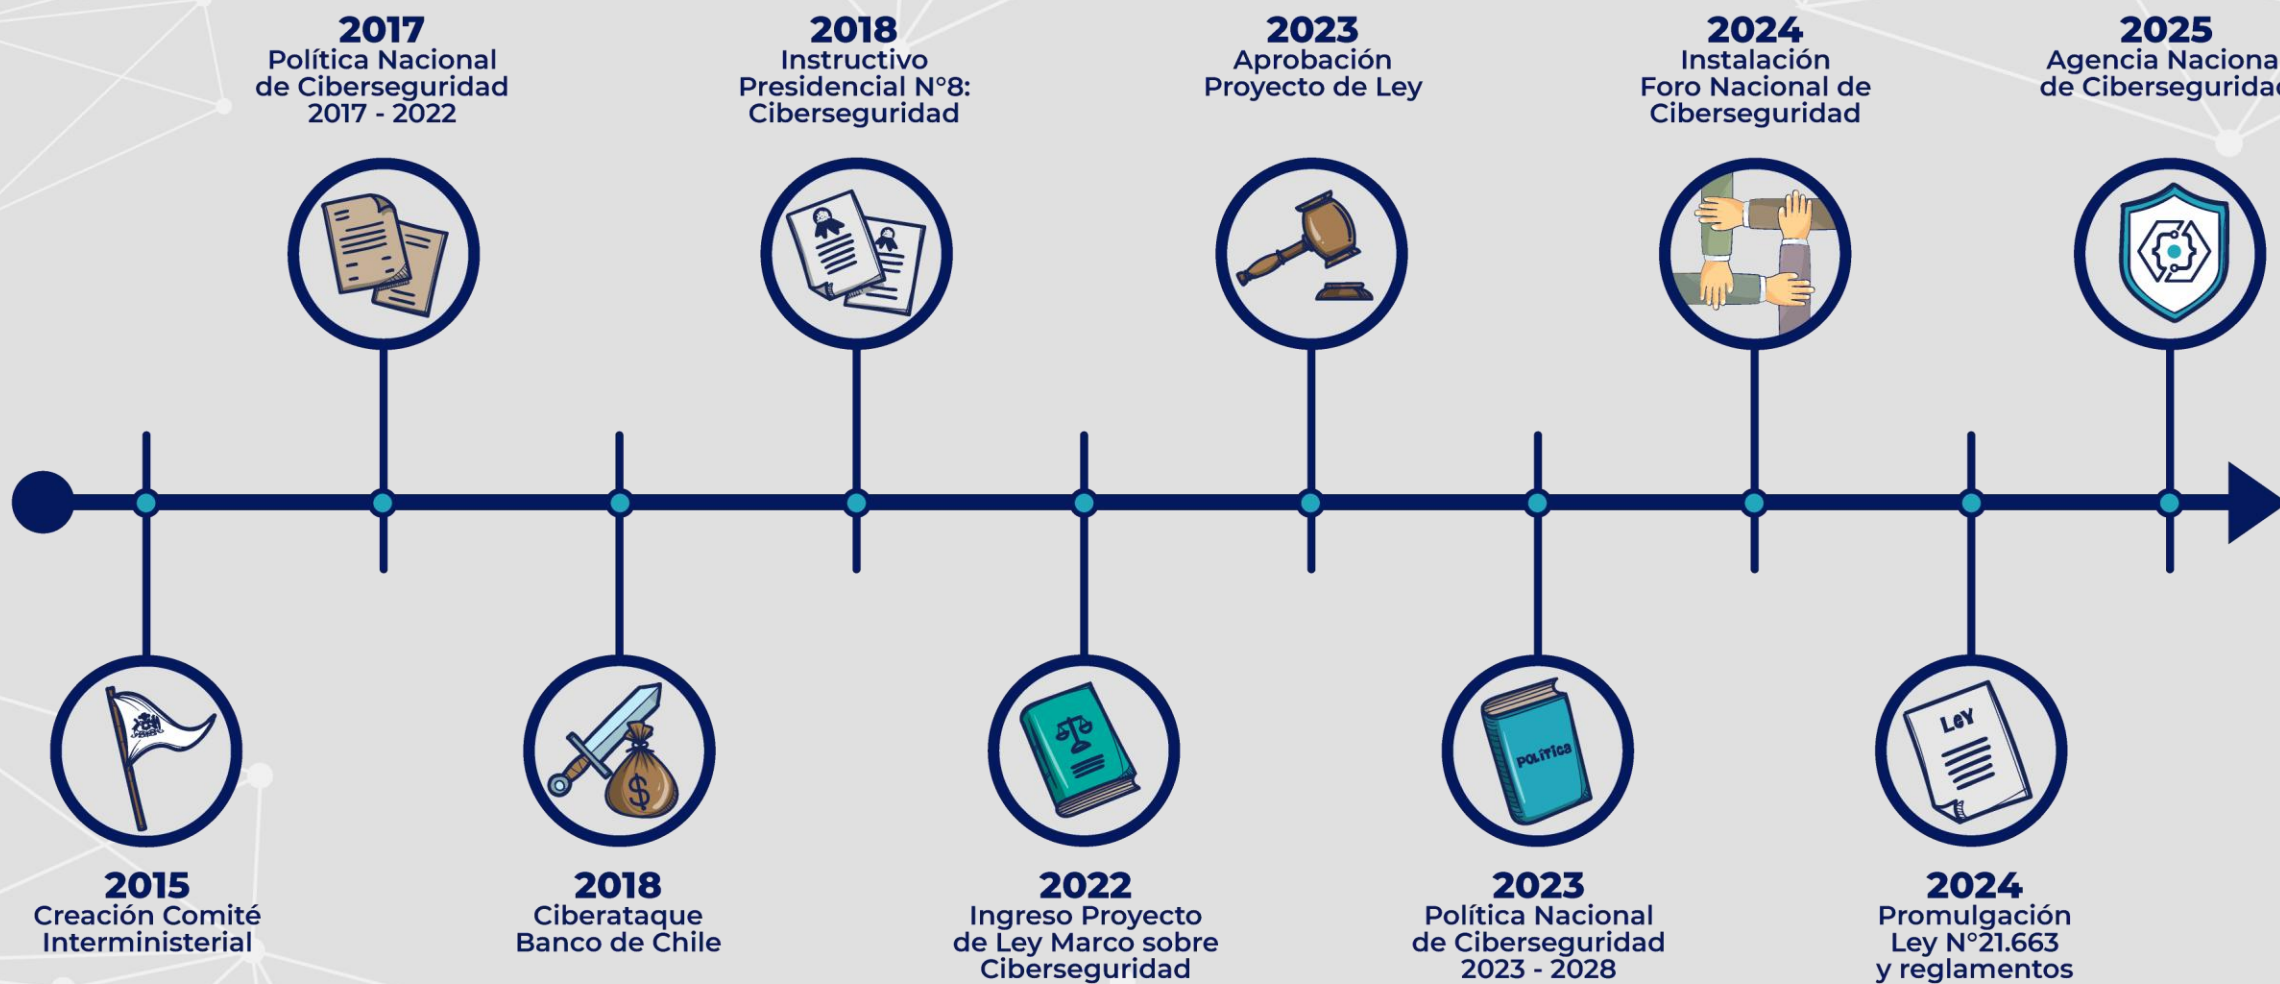 2017
Política Nacional
de Ciberseguridad
2017 - 2022
2018
Instructivo
Presidencial N°8:
Ciberseguridad
2023
Aprobación
Proyecto de Ley
2024
Instalación
Foro Nacional de
Ciberseguridad
2025
Agencia Naciona
de Ciberseguridad
$
POLÍTICA
LeY
2015
Creación Comité
Interministerial
2018
Ciberataque
Banco de Chile
2022
Ingreso Proyecto
de Ley Marco sobre
Ciberseguridad
2023
Política Nacional
de Ciberseguridad
2023 - 2028
2024
Promulgación
Ley N°21.663
y reglamentos